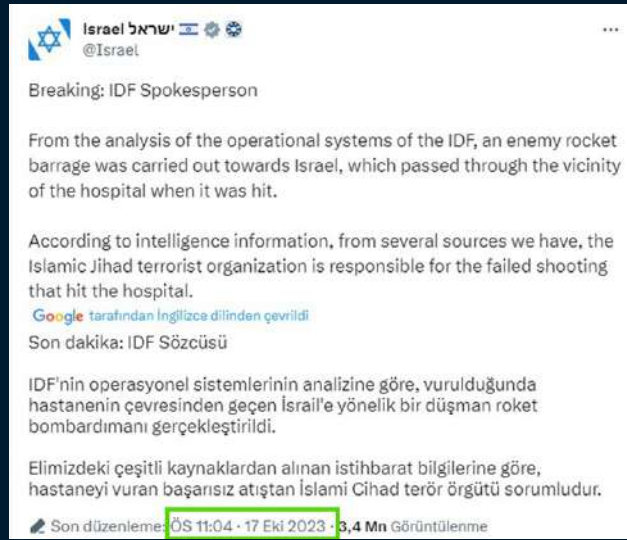 Israel ישראל
@Israel
Breaking: IDF Spokesperson
From the analysis of the operational systems of the IDF, an enemy rocket
barrage was carried out towards Israel, which passed through the vicinity
of the hospital when it was hit.
According to intelligence information, from several sources we have, the
Islamic Jihad terrorist organization is responsible for the failed shooting
that hit the hospital.
Google tarafından İngilizce dilinden çevrildi
Son dakika: IDF Sözcüsü
IDF'nin operasyonel sistemlerinin analizine göre, vurulduğunda
hastanenin çevresinden geçen İsrail'e yönelik bir düşman roket
bombardımanı gerçekleştirildi.
Elimizdeki çeşitli kaynaklardan alınan istihbarat bilgilerine göre,
hastaneyi vuran başarısız atıştan İslami Cihad terör örgütü sorumludur.
Son düzenleme: ÖS 11:04 · 17 Eki 2023 · 3,4 Mn Görüntülenme